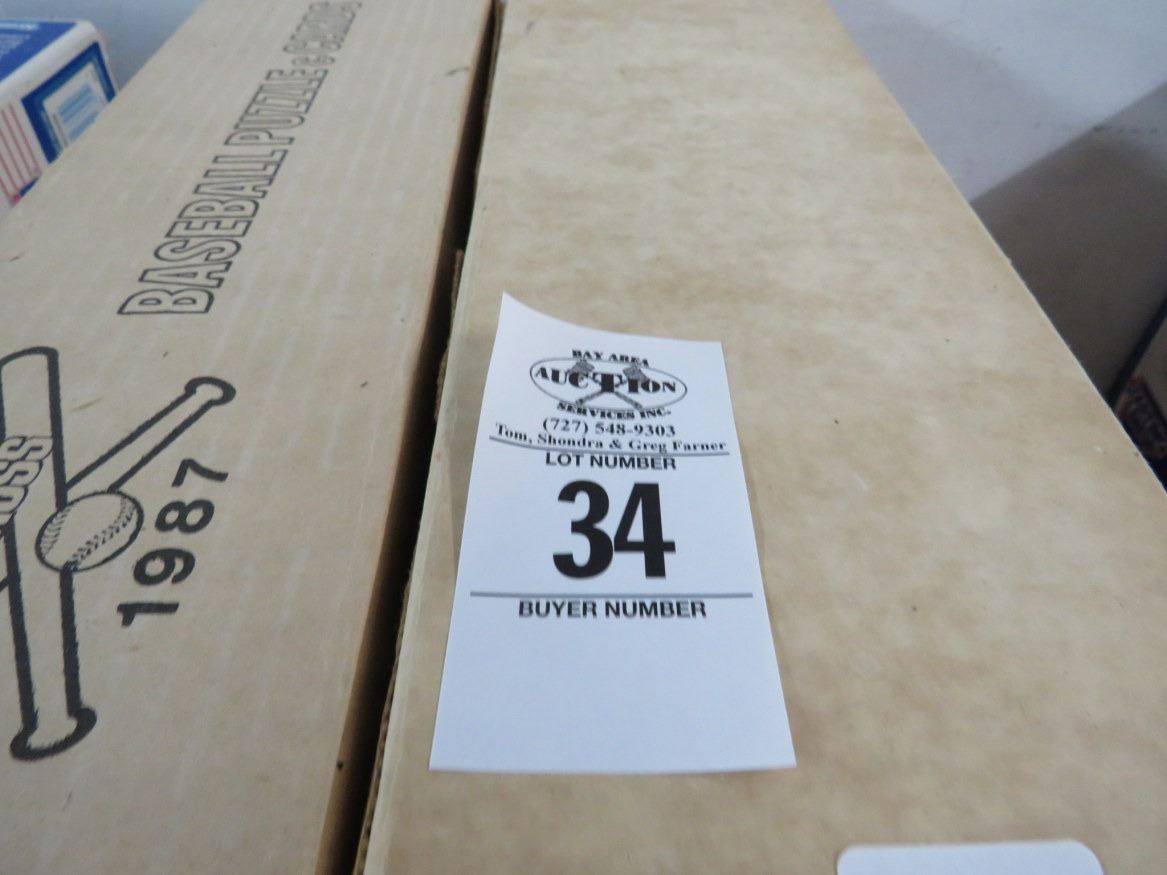 BASEBALL PUZZLE & CARDS
1987
BAY AREA
AUCTION
SERVICES INC.
(727) 548-9303
Tom, Shondra & Greg Farner
LOT NUMBER
34
BUYER NUMBER